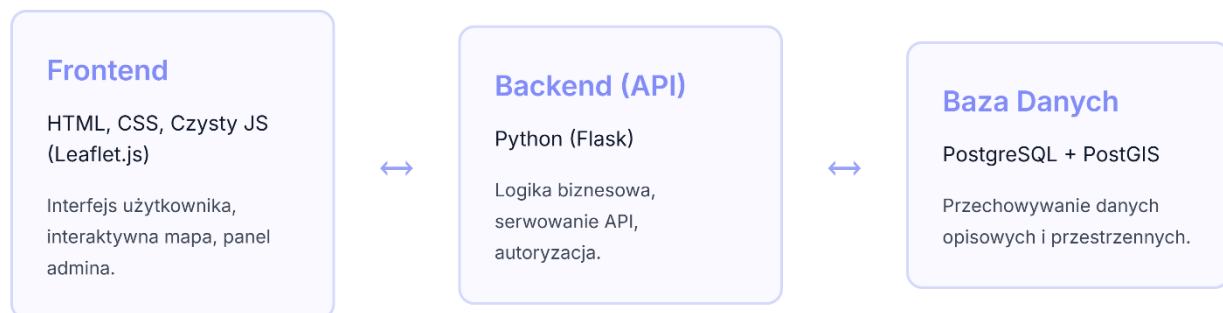 Frontend
HTML, CSS, Czysty JS
(Leaflet.js)
Interfejs użytkownika,
interaktywna mapa, panel
admina.
Backend (API)
Python (Flask)
Logika biznesowa,
serwowanie API,
autoryzacja.
Baza Danych
PostgreSQL + PostGIS
Przechowywanie danych
opisowych i przestrzennych.